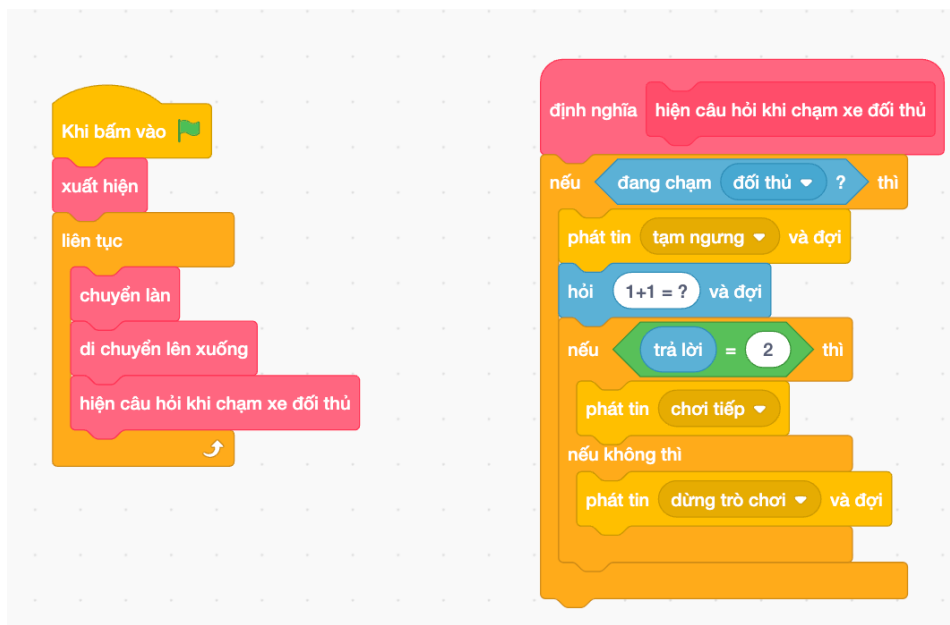 Khi bấm vào
xuất hiện
liên tục
chuyển làn
di chuyển lên xuống
hiện câu hỏi khi chạm xe đối thủ
định nghĩa hiện câu hỏi khi chạm xe đối thủ
nếu đang chạm đối thủ ? thì
phát tin tạm ngưng và đợi
hỏi 1+1 = ? và đợi
nếu trả lời = 2 thì
phát tin chơi tiếp
nếu không thì
phát tin dừng trò chơi và đợi